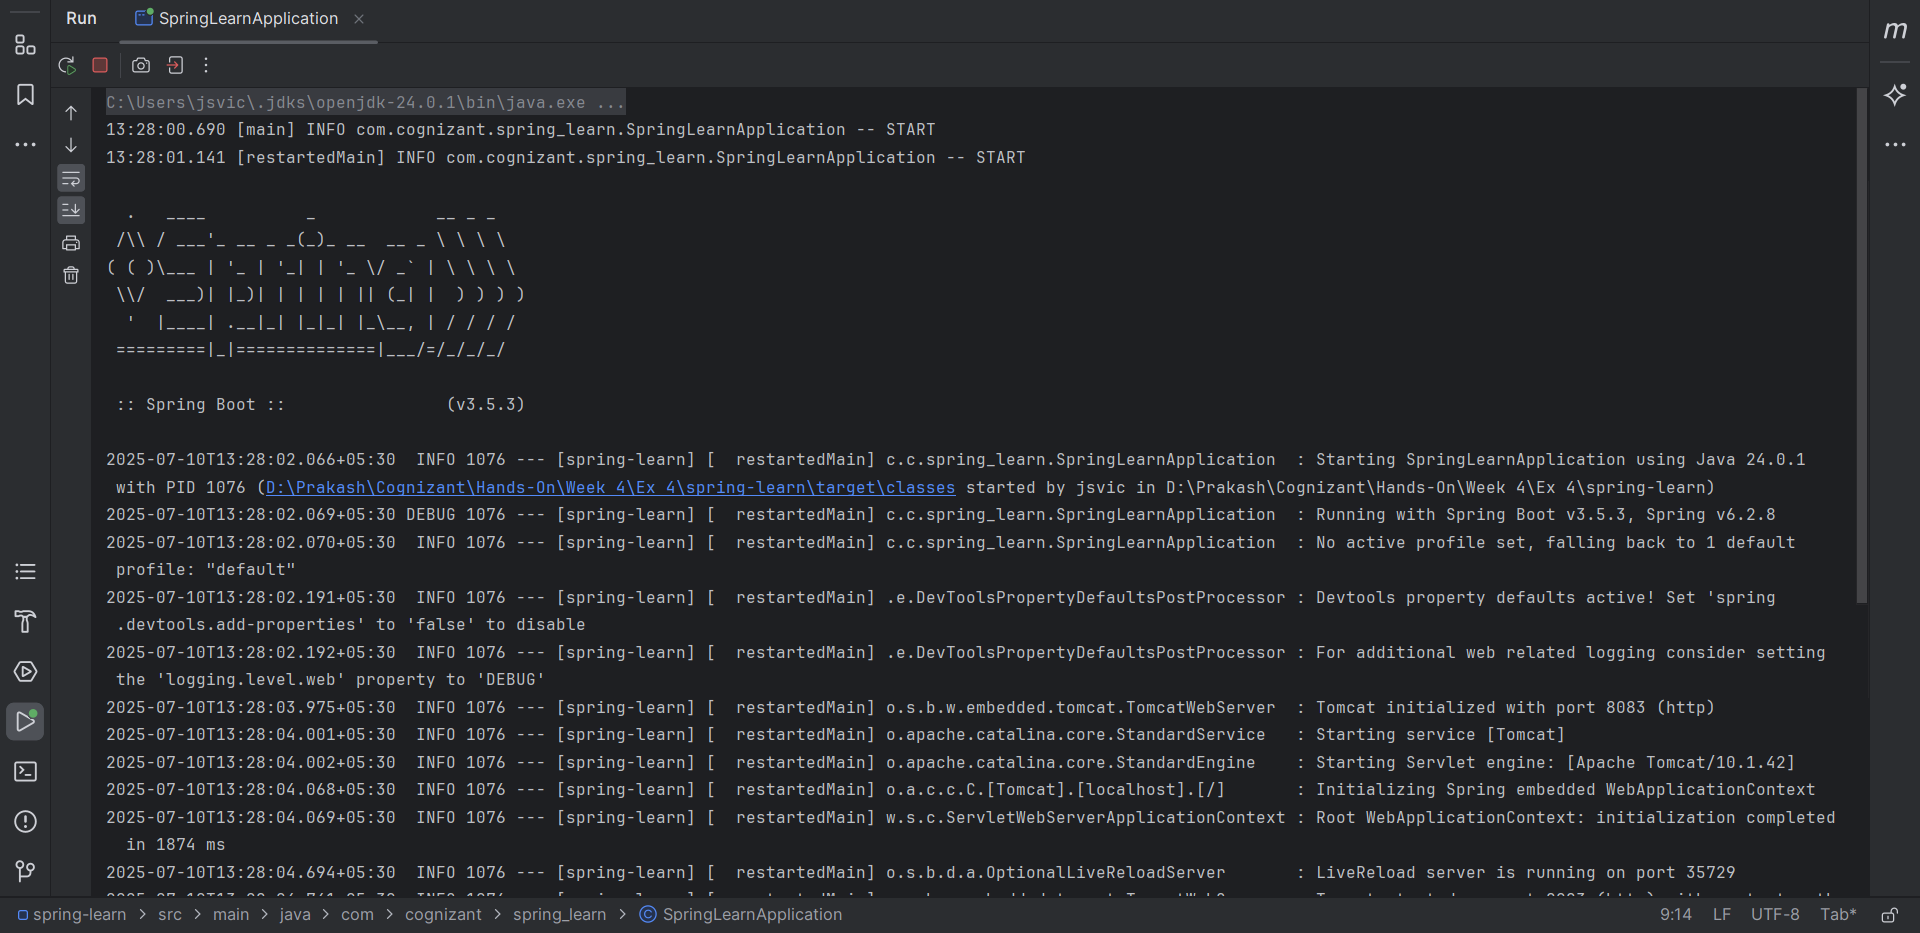 Run SpringLearnApplication
C:\Users\jsvic\.jdks\openjdk-24.0.1\bin\java.exe ...
13:28:00.690 [main] INFO com.cognizant.spring_learn.SpringLearnApplication -- START
13:28:01.141 [restartedMain] INFO com.cognizant.spring_learn.SpringLearnApplication -- START
  .   ____          _            __ _ _
 /\\ / ___'_ __ _ _(_)_ __  __ _ \ \ \ \
( ( )\___ | '_ | '_| | '_ \/ _` | \ \ \ \
 \\/  ___)| |_)| | | | | || (_| |  ) ) ) )
  '  |____| .__|_| |_|_| |_\__, | / / / /
 =========|_|==============|___/=/_/_/_/
 :: Spring Boot ::                (v3.5.3)
2025-07-10T13:28:02.066+05:30  INFO 1076 --- [spring-learn] [  restartedMain] c.c.spring_learn.SpringLearnApplication  : Starting SpringLearnApplication using Java 24.0.1
 with PID 1076 (D:\Prakash\Cognizant\Hands-On\Week 4\Ex 4\spring-learn\target\classes started by jsvic in D:\Prakash\Cognizant\Hands-On\Week 4\Ex 4\spring-learn)
2025-07-10T13:28:02.069+05:30 DEBUG 1076 --- [spring-learn] [  restartedMain] c.c.spring_learn.SpringLearnApplication  : Running with Spring Boot v3.5.3, Spring v6.2.8
2025-07-10T13:28:02.070+05:30  INFO 1076 --- [spring-learn] [  restartedMain] c.c.spring_learn.SpringLearnApplication  : No active profile set, falling back to 1 default
 profile: "default"
2025-07-10T13:28:02.191+05:30  INFO 1076 --- [spring-learn] [  restartedMain] .e.DevToolsPropertyDefaultsPostProcessor : Devtools property defaults active! Set 'spring
 .devtools.add-properties' to 'false' to disable
2025-07-10T13:28:02.192+05:30  INFO 1076 --- [spring-learn] [  restartedMain] .e.DevToolsPropertyDefaultsPostProcessor : For additional web related logging consider setting
 the 'logging.level.web' property to 'DEBUG'
2025-07-10T13:28:03.975+05:30  INFO 1076 --- [spring-learn] [  restartedMain] o.s.b.w.embedded.tomcat.TomcatWebServer  : Tomcat initialized with port 8083 (http)
2025-07-10T13:28:04.001+05:30  INFO 1076 --- [spring-learn] [  restartedMain] o.apache.catalina.core.StandardService   : Starting service [Tomcat]
2025-07-10T13:28:04.002+05:30  INFO 1076 --- [spring-learn] [  restartedMain] o.apache.catalina.core.StandardEngine    : Starting Servlet engine: [Apache Tomcat/10.1.42]
2025-07-10T13:28:04.068+05:30  INFO 1076 --- [spring-learn] [  restartedMain] o.a.c.c.C.[Tomcat].[localhost].[/]       : Initializing Spring embedded WebApplicationContext
2025-07-10T13:28:04.069+05:30  INFO 1076 --- [spring-learn] [  restartedMain] w.s.c.ServletWebServerApplicationContext : Root WebApplicationContext: initialization completed
  in 1874 ms
2025-07-10T13:28:04.694+05:30  INFO 1076 --- [spring-learn] [  restartedMain] o.s.b.d.a.OptionalLiveReloadServer       : LiveReload server is running on port 35729
spring-learn > src > main > java > com > cognizant > spring_learn > SpringLearnApplication 9:14 LF UTF-8 Tab*